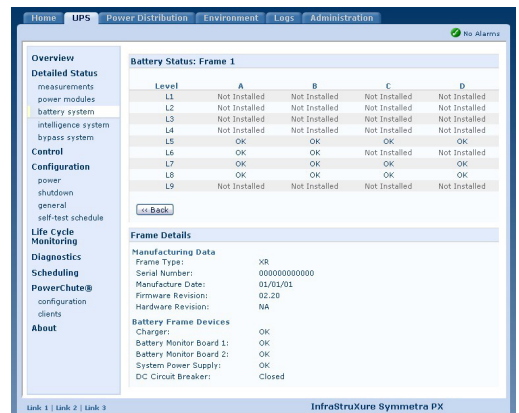 Home UPS Power Distribution Environment Logs Administration
No Alarms
Overview
Detailed Status
measurements
power modules
battery system
intelligence system
bypass system
Control
Configuration
power
shutdown
general
self-test schedule
Life Cycle
Monitoring
Diagnostics
Scheduling
PowerChute®
configuration
clients
About
Battery Status: Frame 1
Level A B C D
L1 Not Installed Not Installed Not Installed Not Installed
L2 Not Installed Not Installed Not Installed Not Installed
L3 Not Installed Not Installed Not Installed Not Installed
L4 Not Installed Not Installed Not Installed Not Installed
L5 OK OK OK OK
L6 OK OK Not Installed Not Installed
L7 OK OK OK OK
L8 OK OK OK OK
L9 Not Installed Not Installed Not Installed Not Installed
<< Back
Frame Details
Manufacturing Data
Frame Type: XR
Serial Number: 000000000000
Manufacture Date: 01/01/01
Firmware Revision: 02.20
Hardware Revision: NA
Battery Frame Devices
Charger: OK
Battery Monitor Board 1: OK
Battery Monitor Board 2: OK
System Power Supply: OK
DC Circuit Breaker: Closed
Link 1 | Link 2 | Link 3
InfraStruXure Symmetra PX